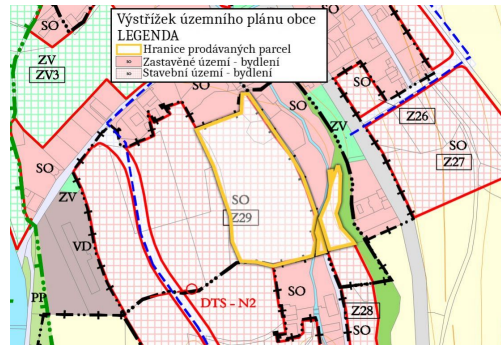 Výstřížek územního plánu obce
LEGENDA
Hranice prodávaných parcel
SO Zastavěné území - bydlení
SO Stavební území - bydlení
SO
ZV
ZV3
SO
ZV
SO
Z26
SO
Z27
SO
ZV
SO
Z29
VD
PP
DTS - N2
SO
Z28
SO